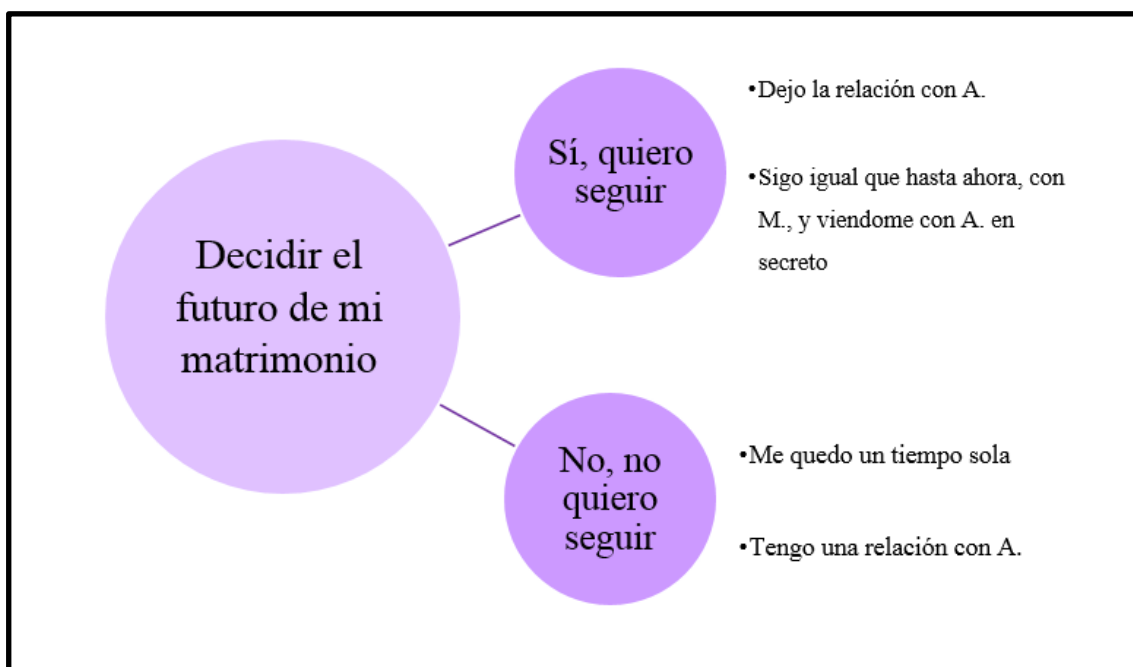 Decidir el
futuro de mi
matrimonio
Sí, quiero
seguir
•Dejo la relación con A.
•Sigo igual que hasta ahora, con
M., y viendome con A. en
secreto
No, no
quiero
seguir
•Me quedo un tiempo sola
•Tengo una relación con A.